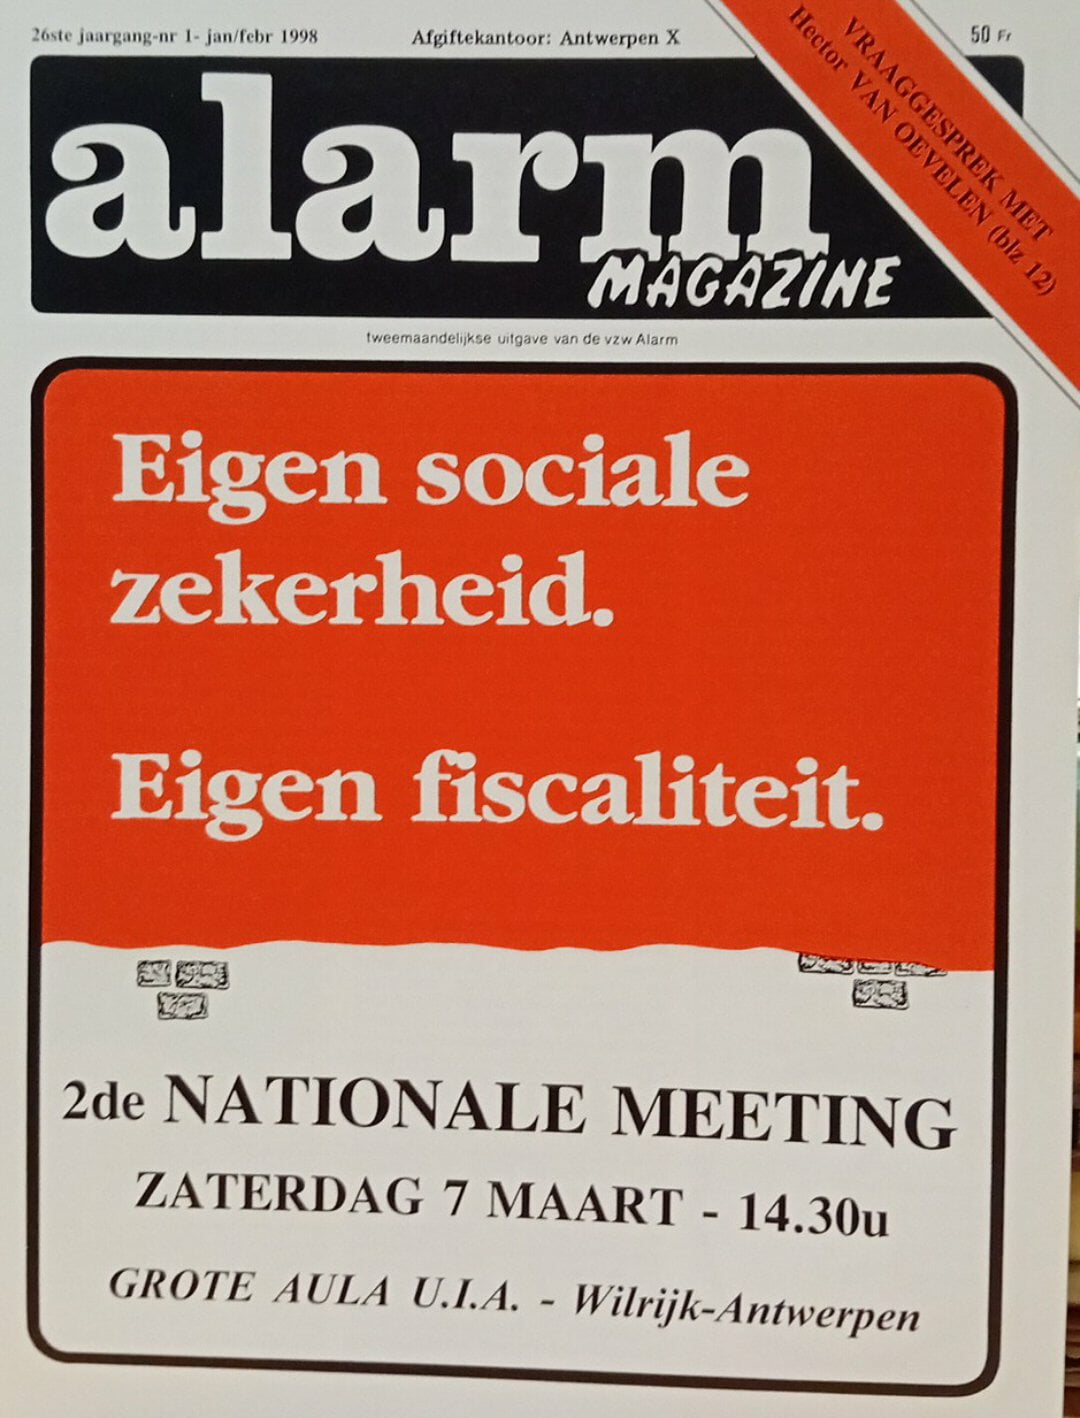 26ste jaargang-nr 1- jan/febr 1998
Afgiftekantoor: Antwerpen X
50 Fr
VRAAGGESPREK MET
Hector VAN OEVELEN (blz 12)
alarm
MAGAZINE
tweemaandelijkse uitgave van de vzw Alarm
Eigen sociale
zekerheid.
Eigen fiscaliteit.
2de NATIONALE MEETING
ZATERDAG 7 MAART - 14.30u
GROTE AULA U.I.A. - Wilrijk-Antwerpen